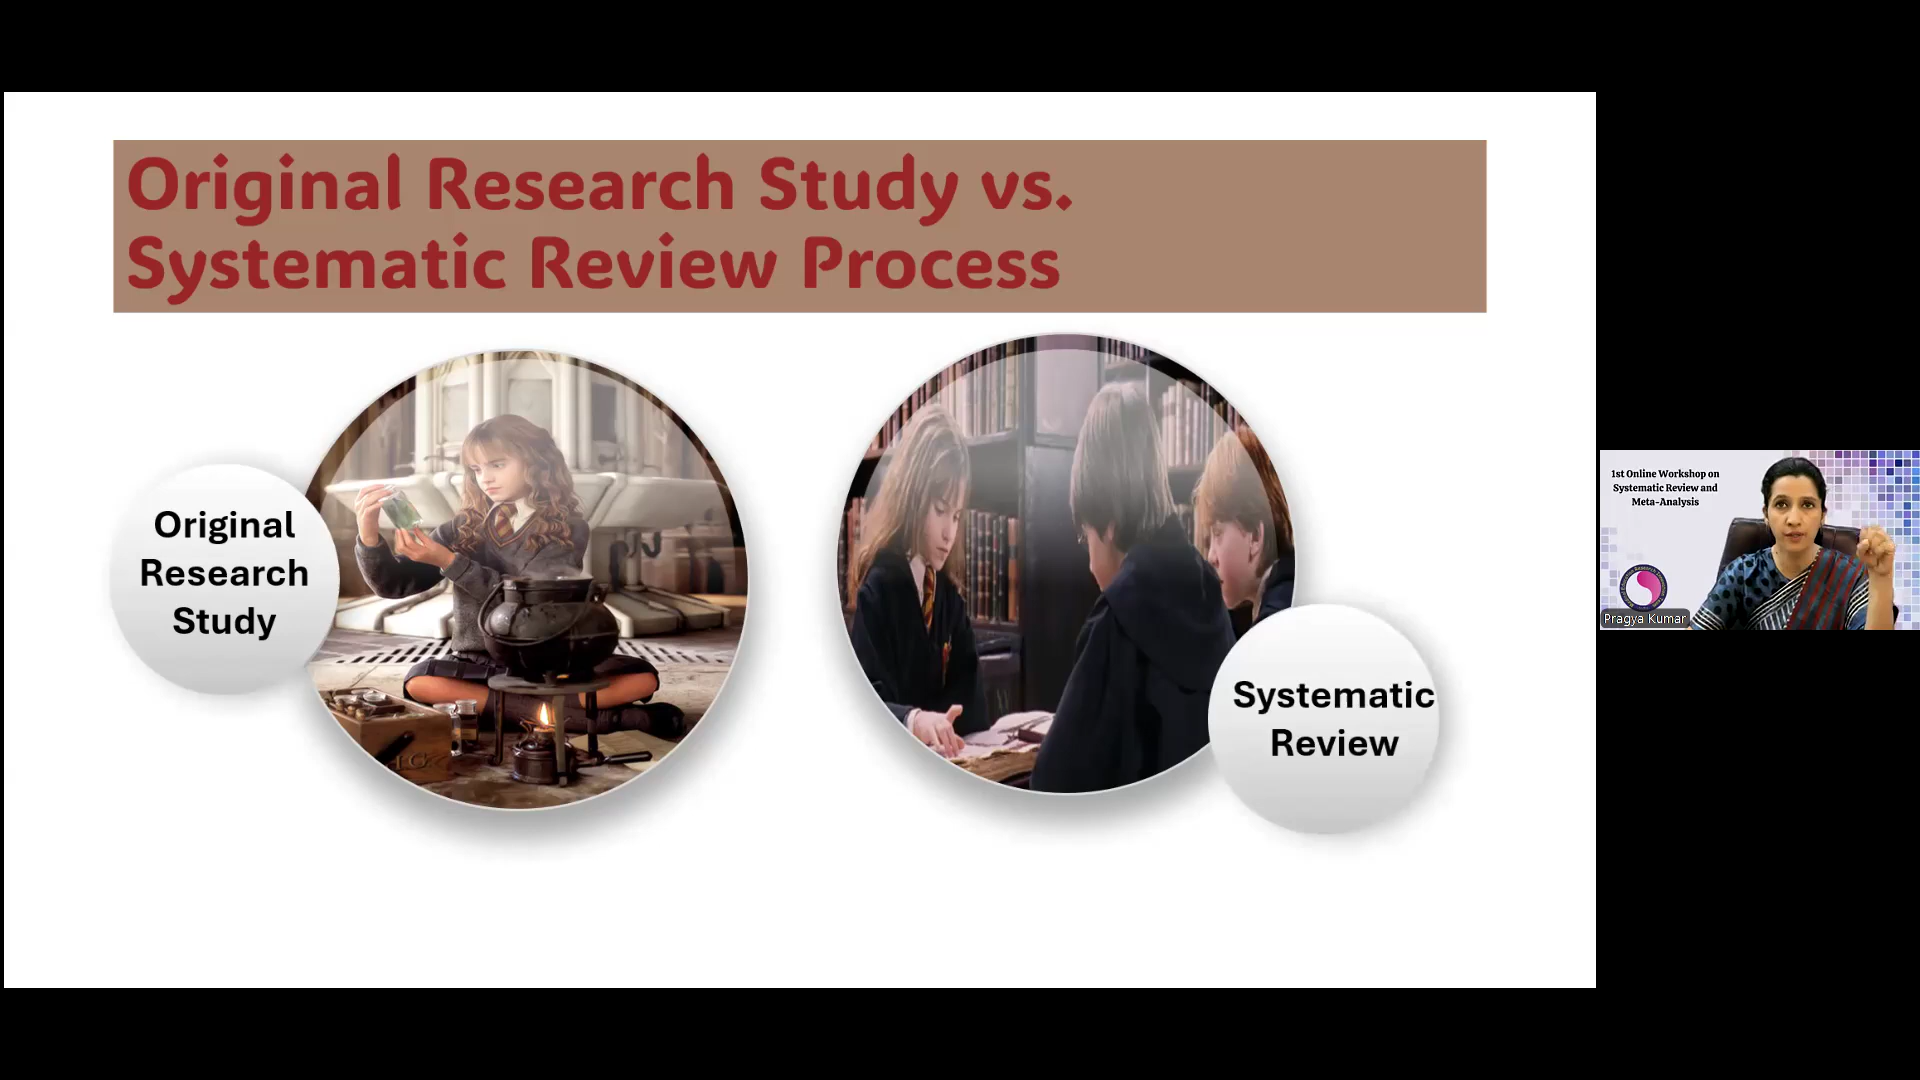 Original Research Study vs.
Systematic Review Process
Original
Research
Study
Systematic
Review
1st Online Workshop on
Systematic Review and
Meta-Analysis
Pragya Kumar